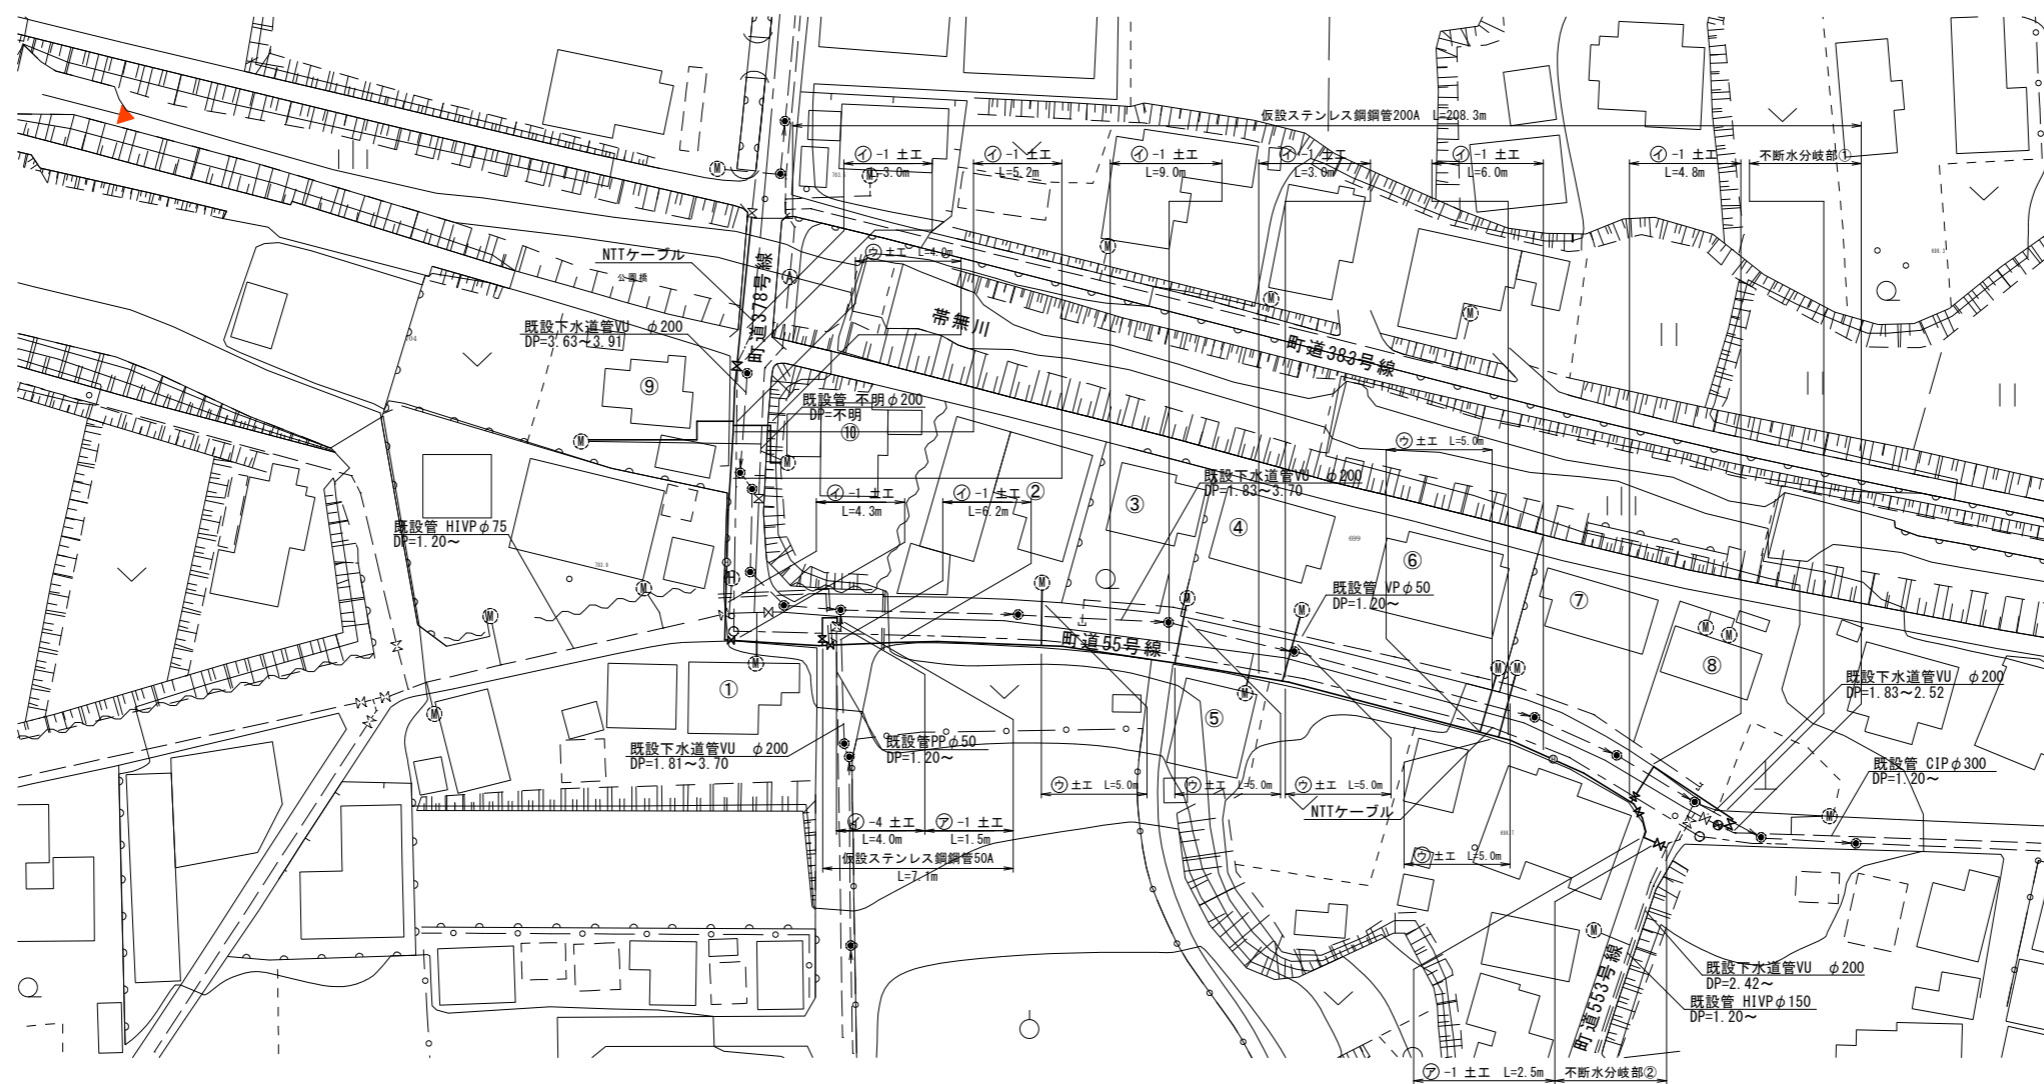 仮設ステンレス鋼鋼管200A L=208.3m
㋑-1 土工
L=3.0m
㋑-1 土工
L=5.2m
㋑-1 土工
L=9.0m
㋑-1 土工
L=3.0m
㋑-1 土工
L=6.0m
㋑-1 土工
L=4.8m
不断水分岐部①
NTTケーブル
公園橋
町道378号線
㋒土工 L=4.0m
帯無川
町道383号線
既設下水道管VU φ200
DP=3.63~3.91
⑨
既設管 不明φ200
DP=不明
⑩
㋒土工 L=5.0m
既設管 HIVPφ75
DP=1.20~
㋑-1 土工
L=4.3m
㋑-1 土工
L=6.2m
②
③
既設下水道管VU φ200
DP=1.83~3.70
④
699
⑥
既設管 VPφ50
DP=1.20~
⑦
⑧
町道55号線
①
⑤
既設下水道管VU φ200
DP=1.83~2.52
既設下水道管VU φ200
DP=1.81~3.70
既設管PPφ50
DP=1.20~
既設管 CIPφ300
DP=1.20~
㋒土工 L=5.0m
㋒土工 L=5.0m
㋒土工 L=5.0m
NTTケーブル
㋑-4 土工
L=4.0m
㋐-1 土工
L=1.5m
仮設ステンレス鋼鋼管50A
L=7.1m
㋒土工 L=5.0m
町道553号線
既設下水道管VU φ200
DP=2.42~
既設管 HIVPφ150
DP=1.20~
㋐-1 土工 L=2.5m
不断水分岐部②